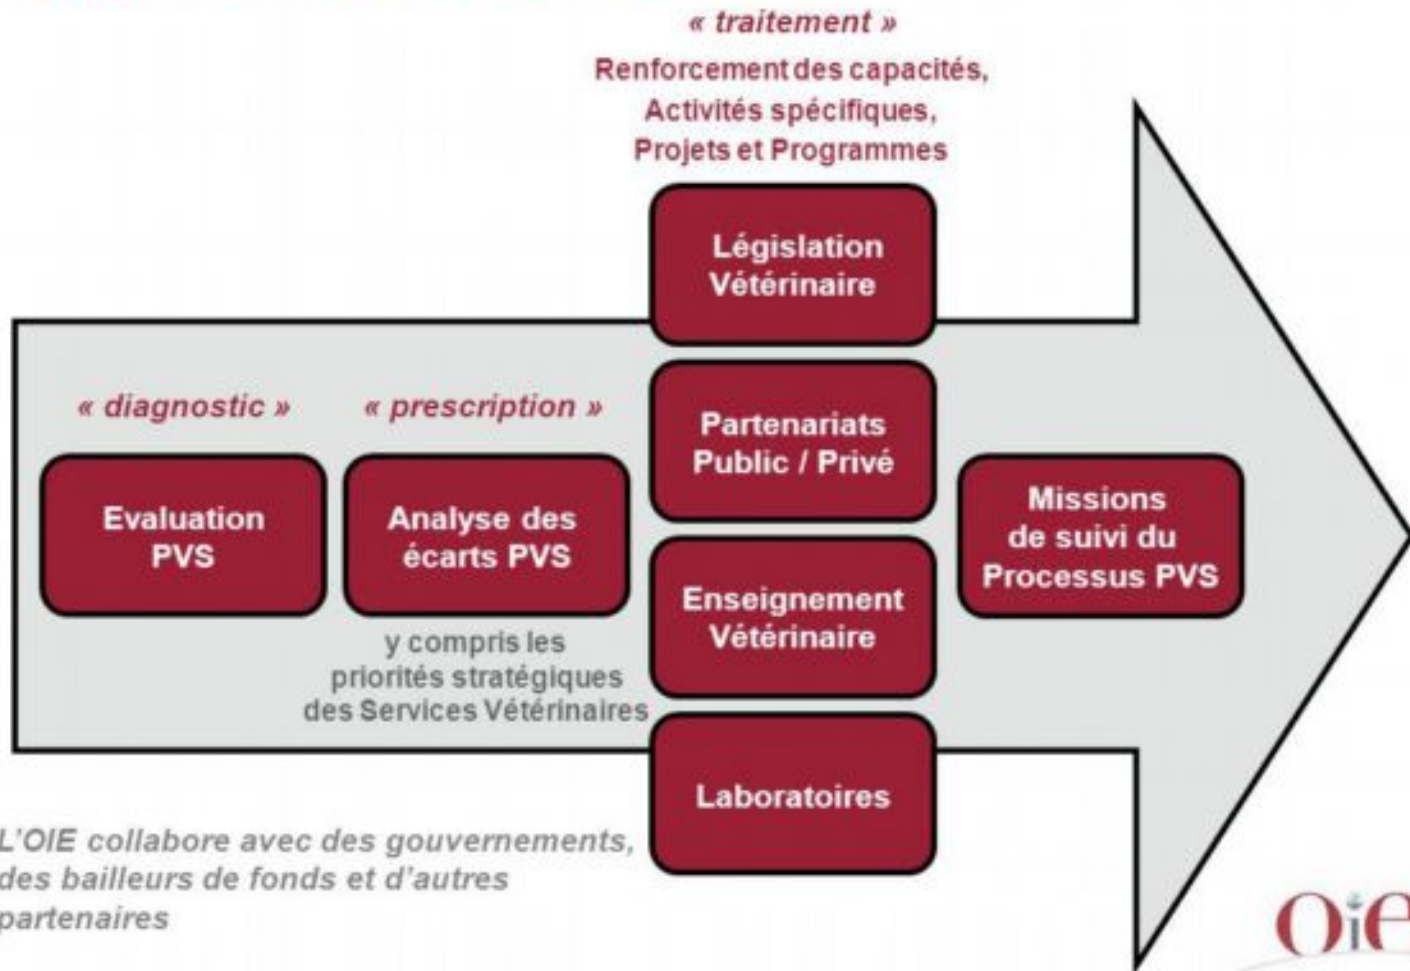 « traitement »
Renforcement des capacités,
Activités spécifiques,
Projets et Programmes
Législation
Vétérinaire
« diagnostic »
« prescription »
Partenariats
Public / Privé
Evaluation
PVS
Analyse des
écarts PVS
Missions
de suivi du
Processus PVS
Enseignement
Vétérinaire
y compris les
priorités stratégiques
des Services Vétérinaires
Laboratoires
L'OIE collabore avec des gouvernements,
des bailleurs de fonds et d'autres
partenaires
Oie